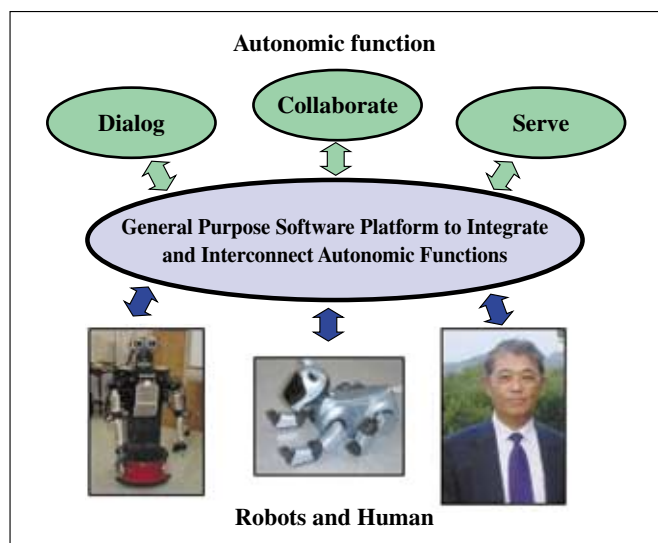 Autonomic function
Collaborate
Dialog
Serve
General Purpose Software Platform to Integrate
and Interconnect Autonomic Functions
Robots and Human